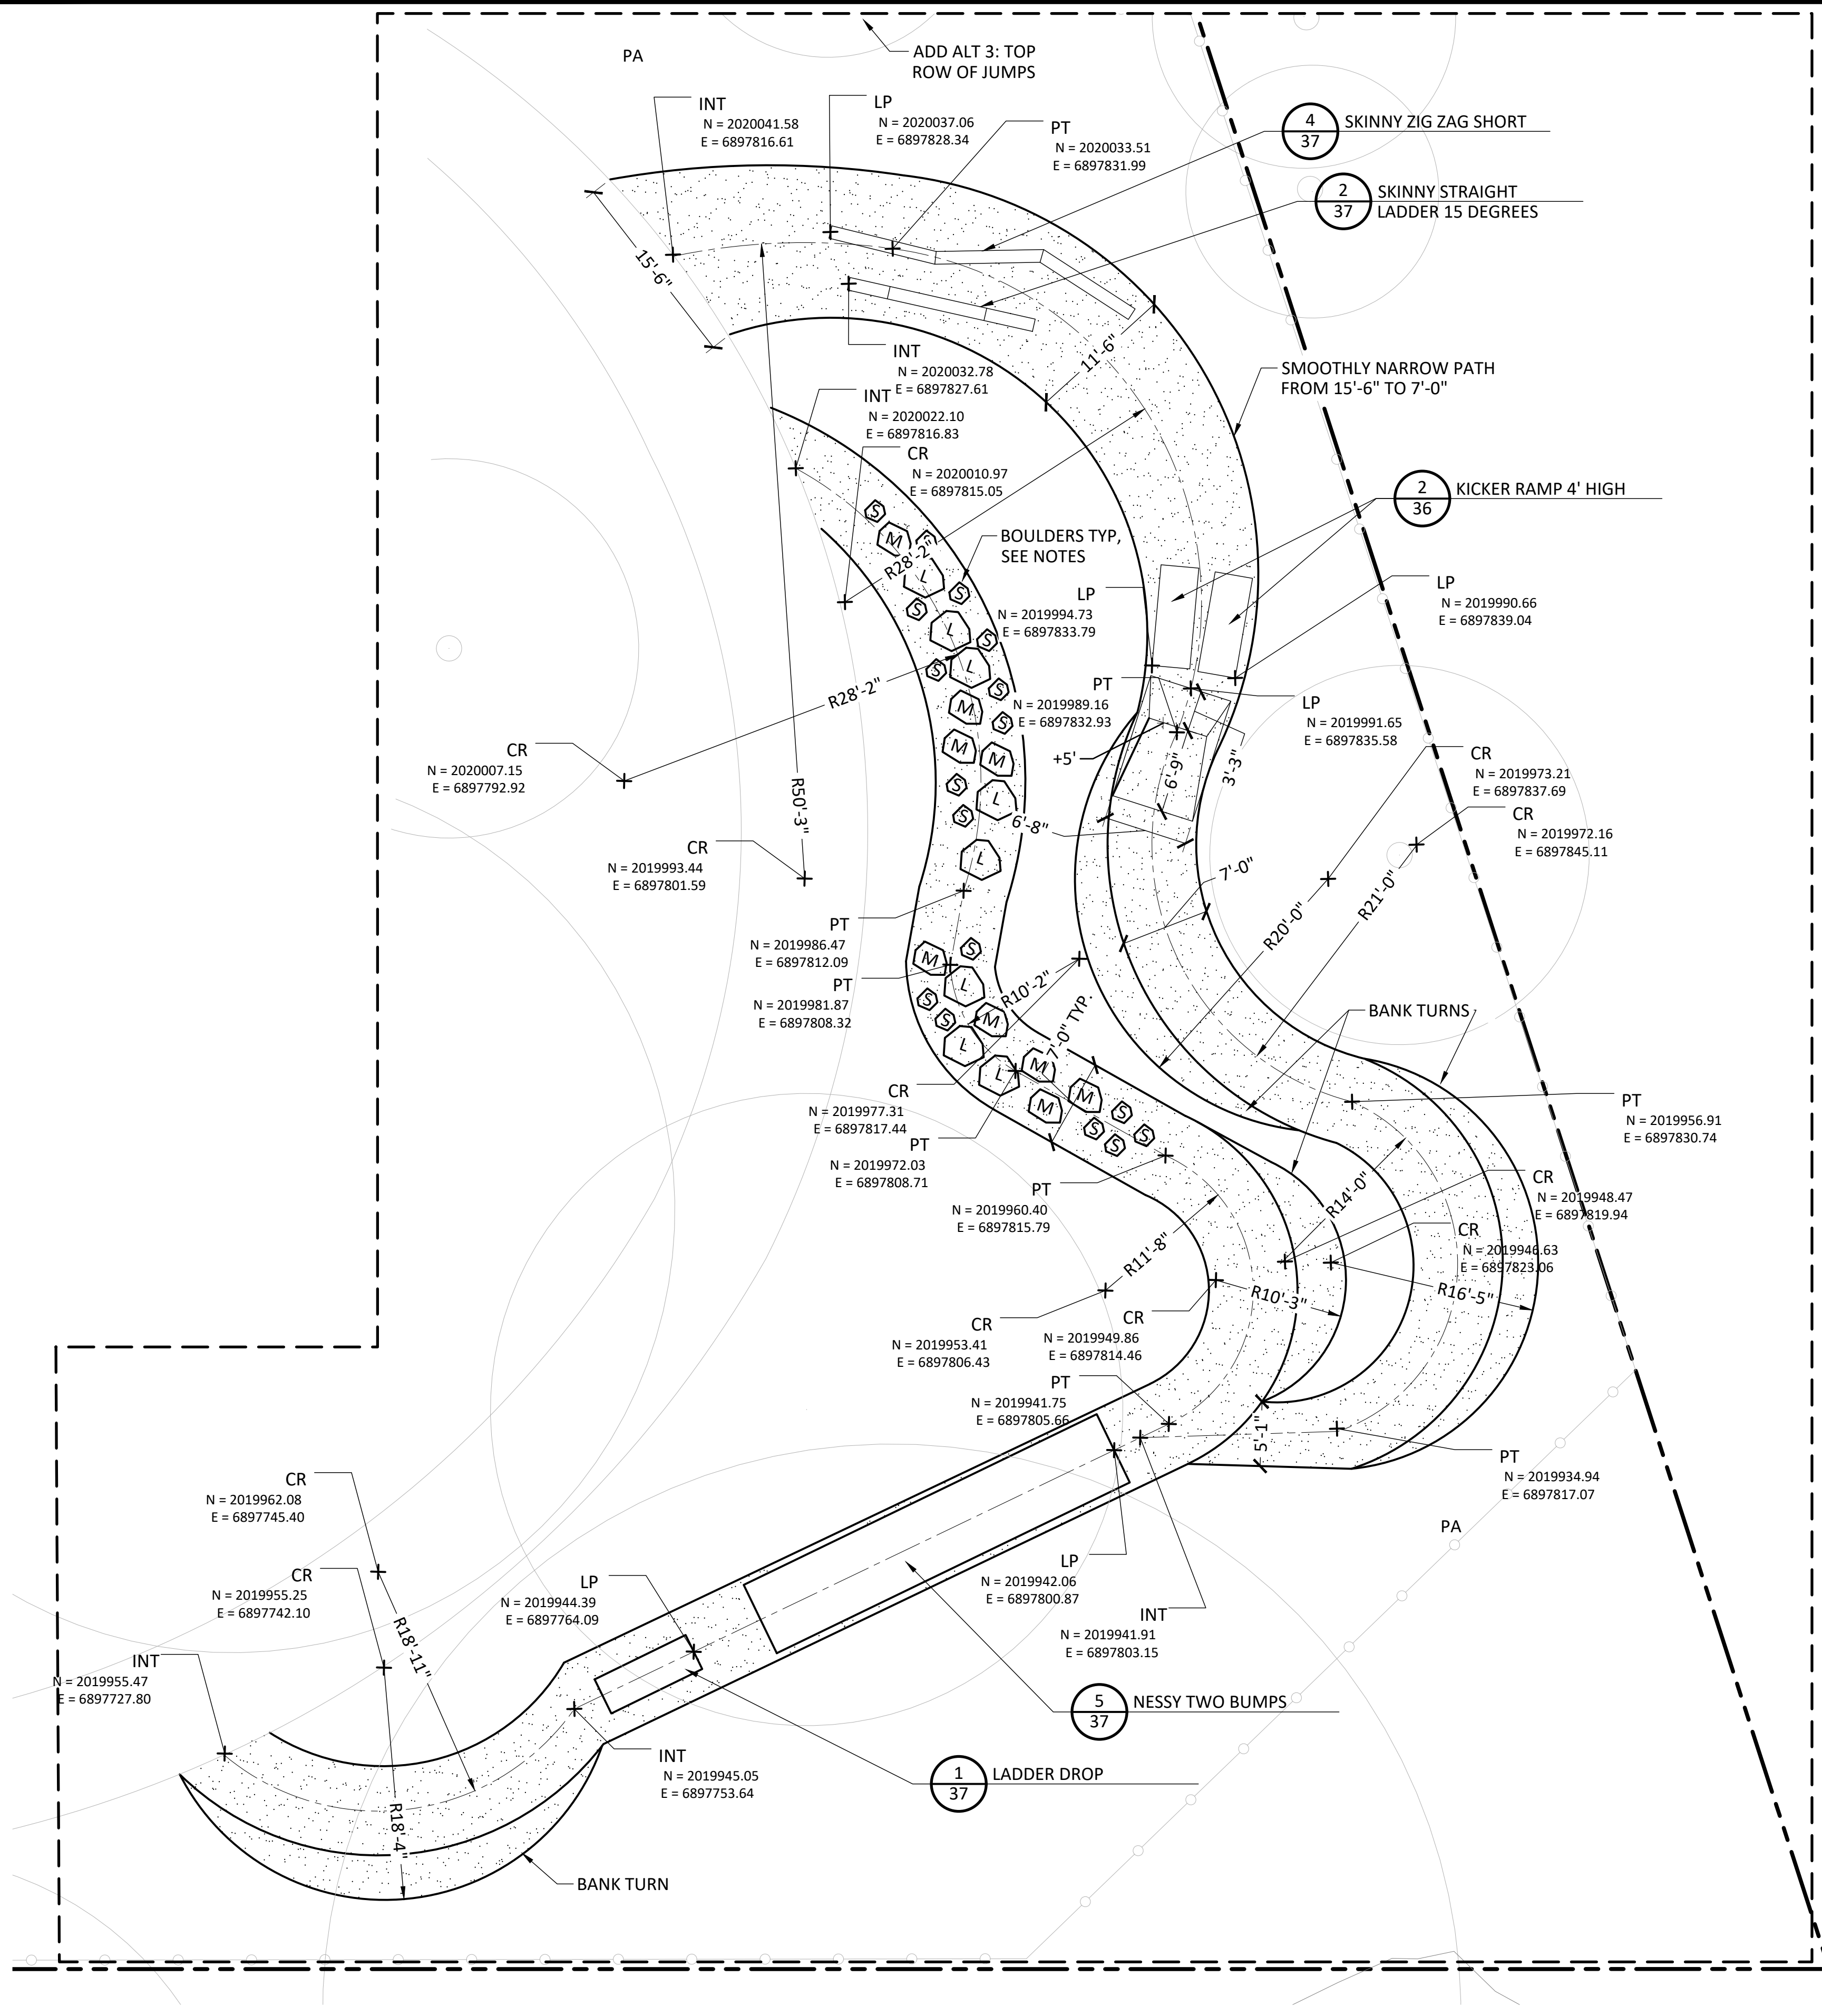 PA
ADD ALT 3: TOP
ROW OF JUMPS
INT
N = 2020041.58
E = 6897816.61
LP
N = 2020037.06
E = 6897828.34
PT
N = 2020033.51
E = 6897831.99
4
37
SKINNY ZIG ZAG SHORT
2
37
SKINNY STRAIGHT
LADDER 15 DEGREES
15'-6"
11'-6"
INT
N = 2020032.78
E = 6897827.61
SMOOTHLY NARROW PATH
FROM 15'-6" TO 7'-0"
INT
N = 2020022.10
E = 6897816.83
CR
N = 2020010.97
E = 6897815.05
2
36
KICKER RAMP 4' HIGH
S
M
S
BOULDERS TYP,
SEE NOTES
R28'-2"
L
S
S
LP
N = 2019994.73
E = 6897833.79
LP
N = 2019990.66
E = 6897839.04
L
S
L
S
S
R28'-2"
PT
N = 2019989.16
E = 6897832.93
M
S
LP
N = 2019991.65
E = 6897835.58
CR
N = 2020007.15
E = 6897792.92
M
M
+5'
6'-9"
3'-3"
CR
N = 2019973.21
E = 6897837.69
S
L
S
R50'-3"
6'-8"
CR
N = 2019972.16
E = 6897845.11
CR
N = 2019993.44
E = 6897801.59
L
7'-0"
R20'-0"
R21'-0"
PT
N = 2019986.47
E = 6897812.09
M
S
PT
N = 2019981.87
E = 6897808.32
L
R10'-2"
S
S
M
7'-0" TYP.
BANK TURNS
L
L
M
M
M
S
S
S
S
CR
N = 2019977.31
E = 6897817.44
PT
N = 2019956.91
E = 6897830.74
PT
N = 2019972.03
E = 6897808.71
PT
N = 2019960.40
E = 6897815.79
R14'-0"
CR
N = 2019948.47
E = 6897819.94
CR
N = 2019946.63
E = 6897823.06
R11'-8"
R10'-3"
R16'-5"
CR
N = 2019953.41
E = 6897806.43
CR
N = 2019949.86
E = 6897814.46
PT
N = 2019941.75
E = 6897805.66
5'-1"
PT
N = 2019934.94
E = 6897817.07
PA
CR
N = 2019962.08
E = 6897745.40
CR
N = 2019955.25
E = 6897742.10
LP
N = 2019944.39
E = 6897764.09
LP
N = 2019942.06
E = 6897800.87
INT
N = 2019941.91
E = 6897803.15
INT
N = 2019955.47
E = 6897727.80
R18'-11"
5
37
NESSY TWO BUMPS
INT
N = 2019945.05
E = 6897753.64
1
37
LADDER DROP
R18'-4"
BANK TURN